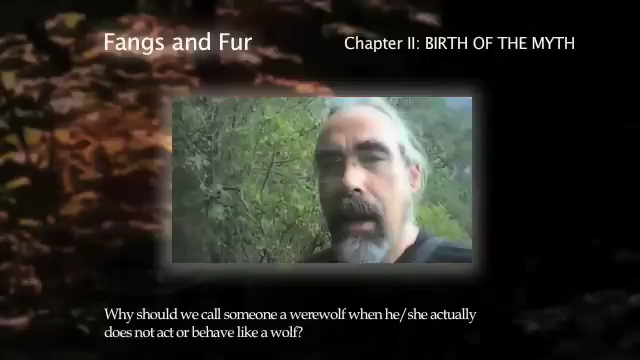 Fangs and Fur
Chapter II: BIRTH OF THE MYTH
Why should we call someone a werewolf when he/she actually
does not act or behave like a wolf?